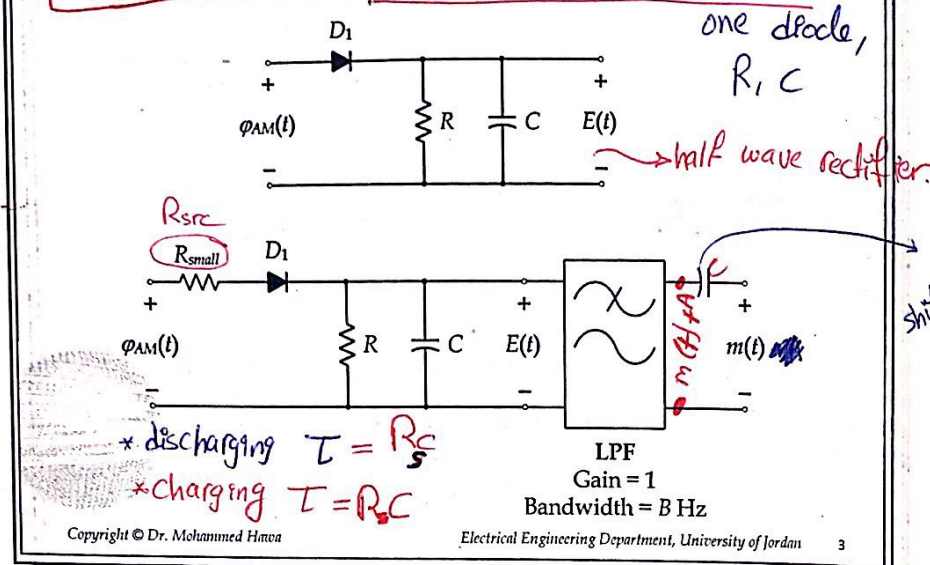 one diode,
R, C
D1
+ +
φAM(t) R C E(t)
− −
half wave rectifier.
Rsrc
Rsmall D1
C
+ + +
φAM(t) R C E(t) m(t)+A m(t)
− − −
* discharging τ = RsC
* charging τ = R.C
LPF
Gain = 1
Bandwidth = B Hz
Copyright © Dr. Mohammed Hawa Electrical Engineering Department, University of Jordan 3